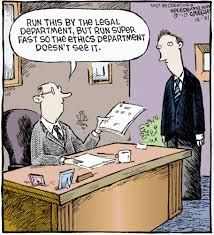 RUN THIS BY THE LEGAL
DEPARTMENT, BUT RUN SUPER
FAST SO THE ETHICS DEPARTMENT
DOESN'T SEE IT.